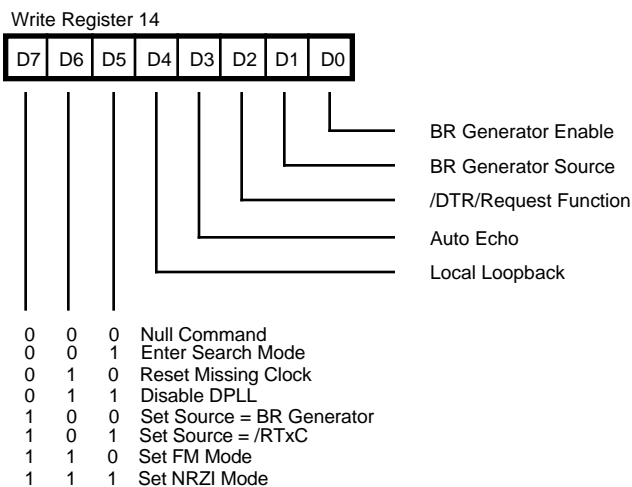 Write Register 14
D7 D6 D5 D4 D3 D2 D1 D0
BR Generator Enable
BR Generator Source
/DTR/Request Function
Auto Echo
Local Loopback
0 0 0 Null Command
0 0 1 Enter Search Mode
0 1 0 Reset Missing Clock
0 1 1 Disable DPLL
1 0 0 Set Source = BR Generator
1 0 1 Set Source = /RTxC
1 1 0 Set FM Mode
1 1 1 Set NRZI Mode